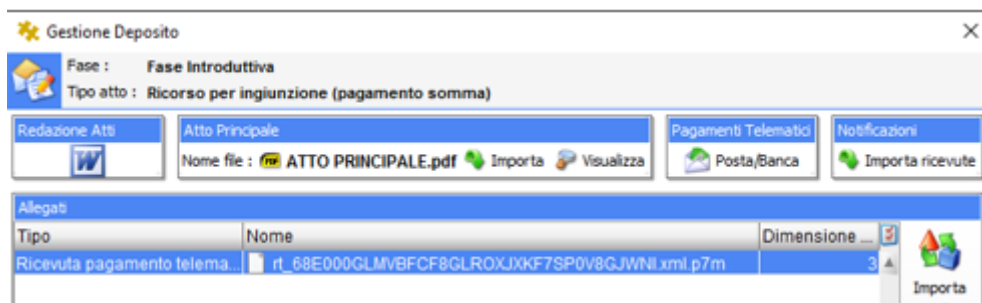 Gestione Deposito
Fase : Fase Introduttiva
Tipo atto : Ricorso per ingiunzione (pagamento somma)
Redazione Atti Atto Principale Pagamenti Telematici Notificazioni
Nome file : ATTO PRINCIPALE.pdf Importa Visualizza Posta/Banca Importa ricevute
Allegati
Tipo Nome Dimensione ...
Ricevuta pagamento telema... rt_68E000GLMVBFCF8GLROXJXKF7SP0V8GJWNI.xml.p7m 3
Importa